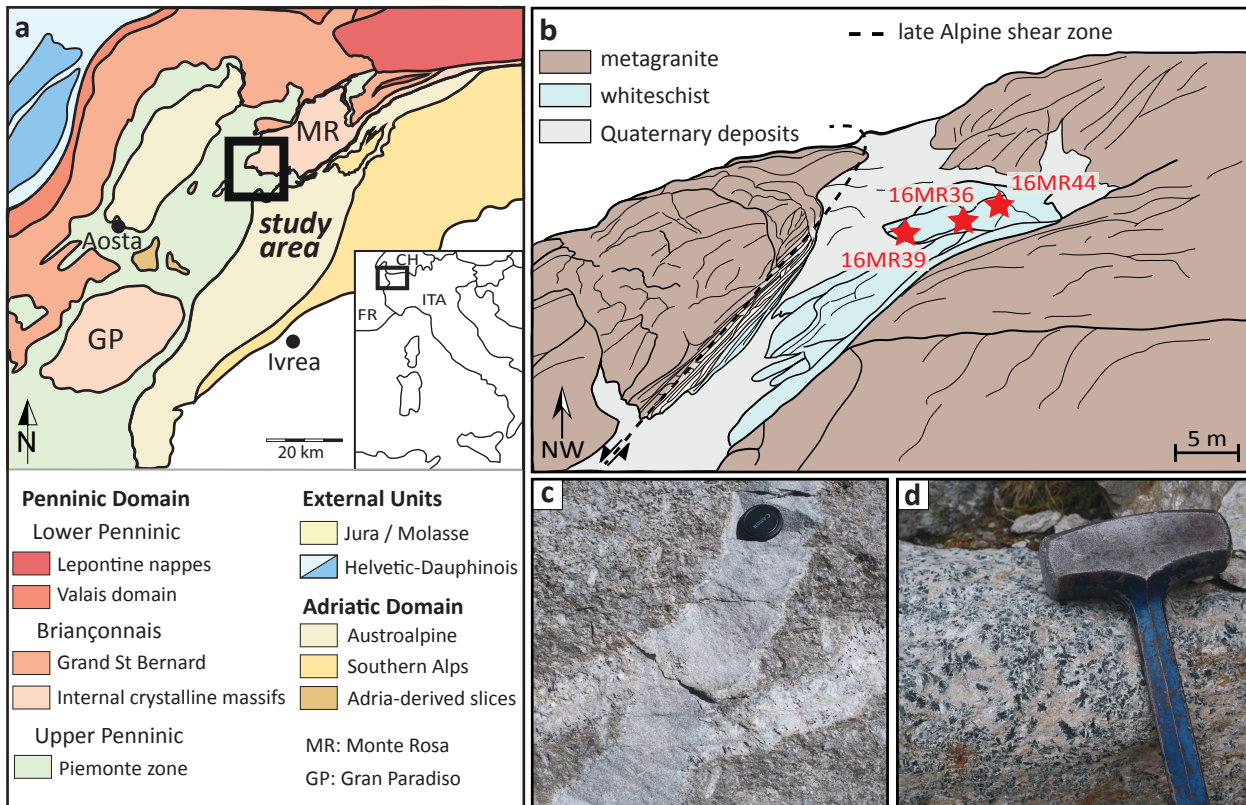 a
MR
study
area
Aosta
GP
Ivrea
N
20 km
CH
ITA
FR
Penninic Domain
Lower Penninic
Lepontine nappes
Valais domain
Briançonnais
Grand St Bernard
Internal crystalline massifs
Upper Penninic
Piemonte zone
External Units
Jura / Molasse
Helvetic-Dauphinois
Adriatic Domain
Austroalpine
Southern Alps
Adria-derived slices
MR: Monte Rosa
GP: Gran Paradiso
b
late Alpine shear zone
metagranite
whiteschist
Quaternary deposits
16MR44
16MR36
16MR39
NW
5 m
c
Canon
d